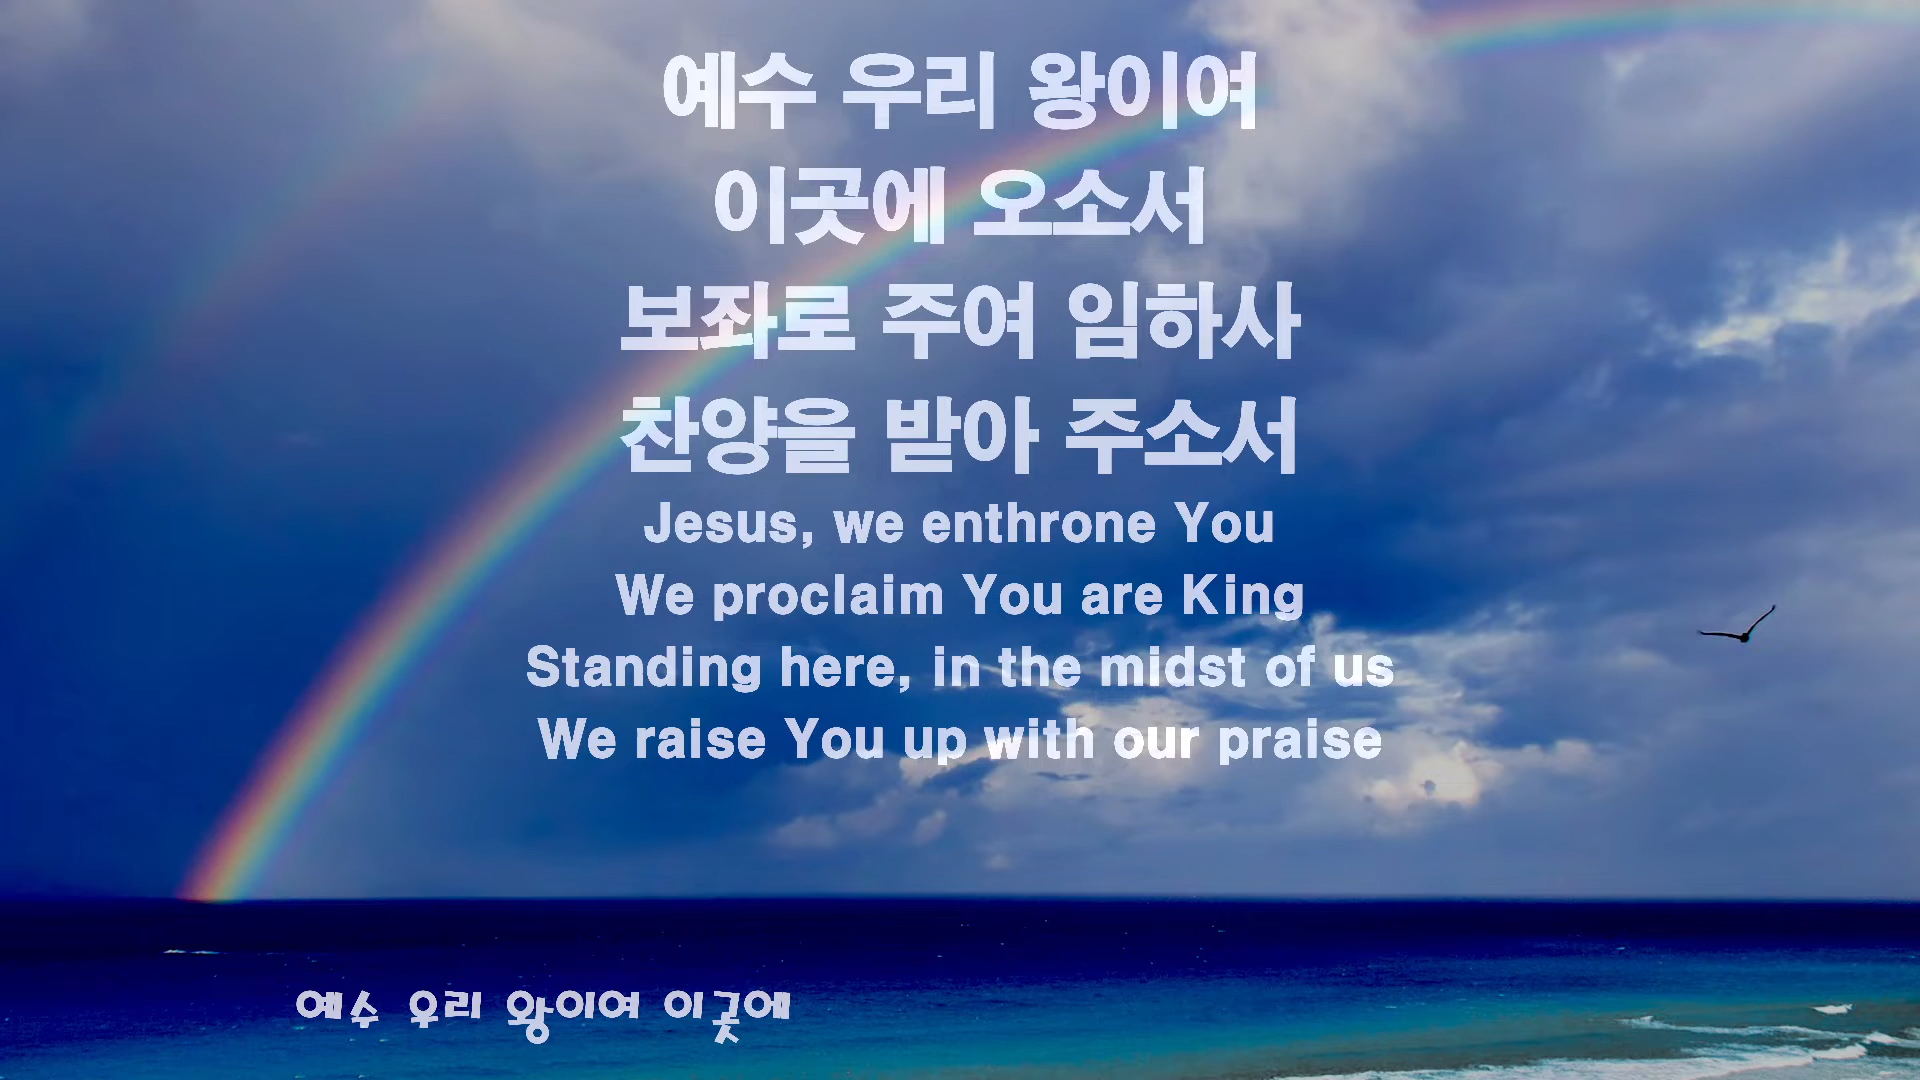 예수 우리 왕이여
이곳에 오소서
보좌로 주여 임하사
찬양을 받아 주소서
Jesus, we enthrone You
We proclaim You are King
Standing here, in the midst of us
We raise You up with our praise
예수 우리 왕이여 이곳에